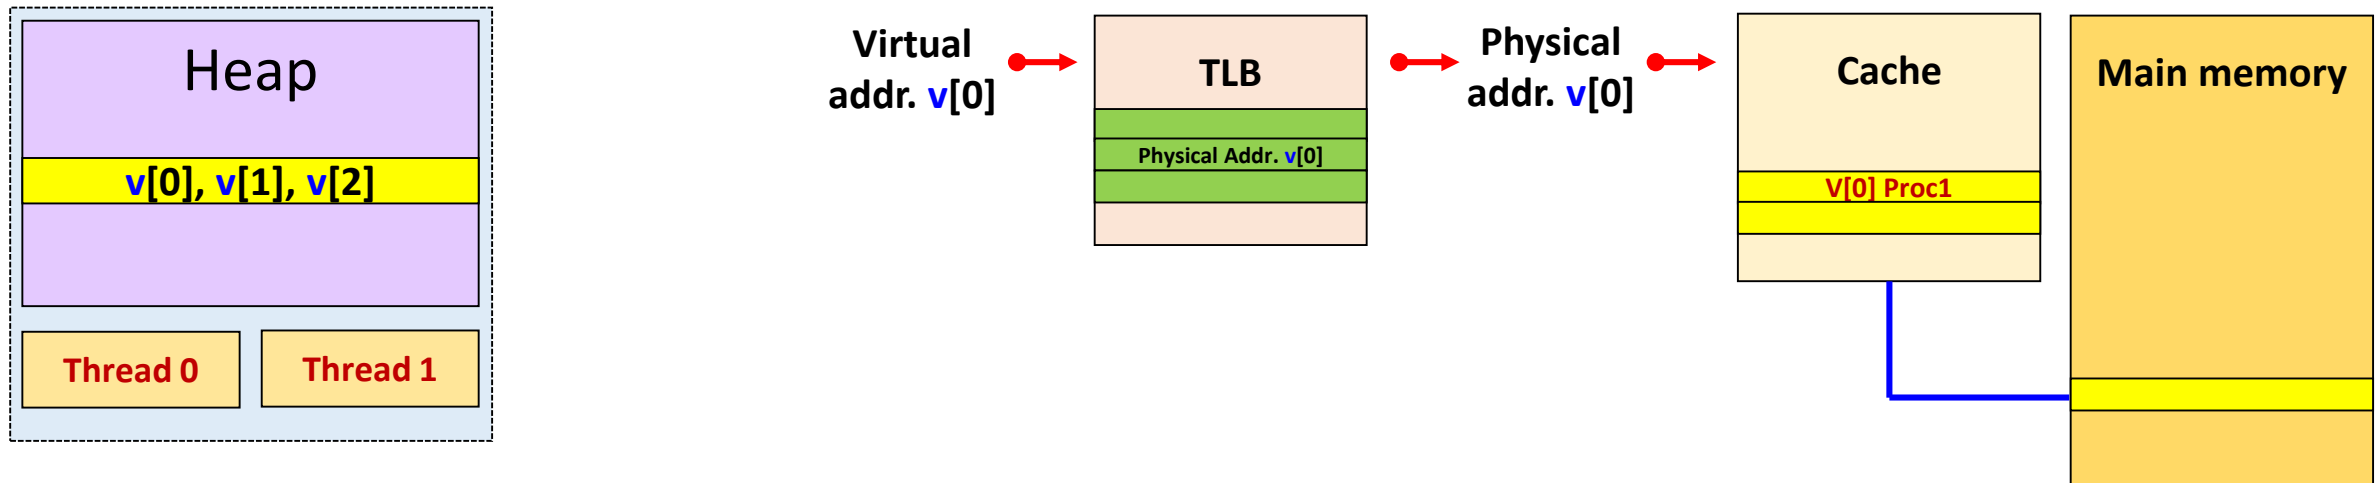 Heap
v[0], v[1], v[2]
Thread 0
Thread 1
Virtual
addr. v[0]
TLB
Physical Addr. v[0]
Physical
addr. v[0]
Cache
V[0] Proc1
Main memory